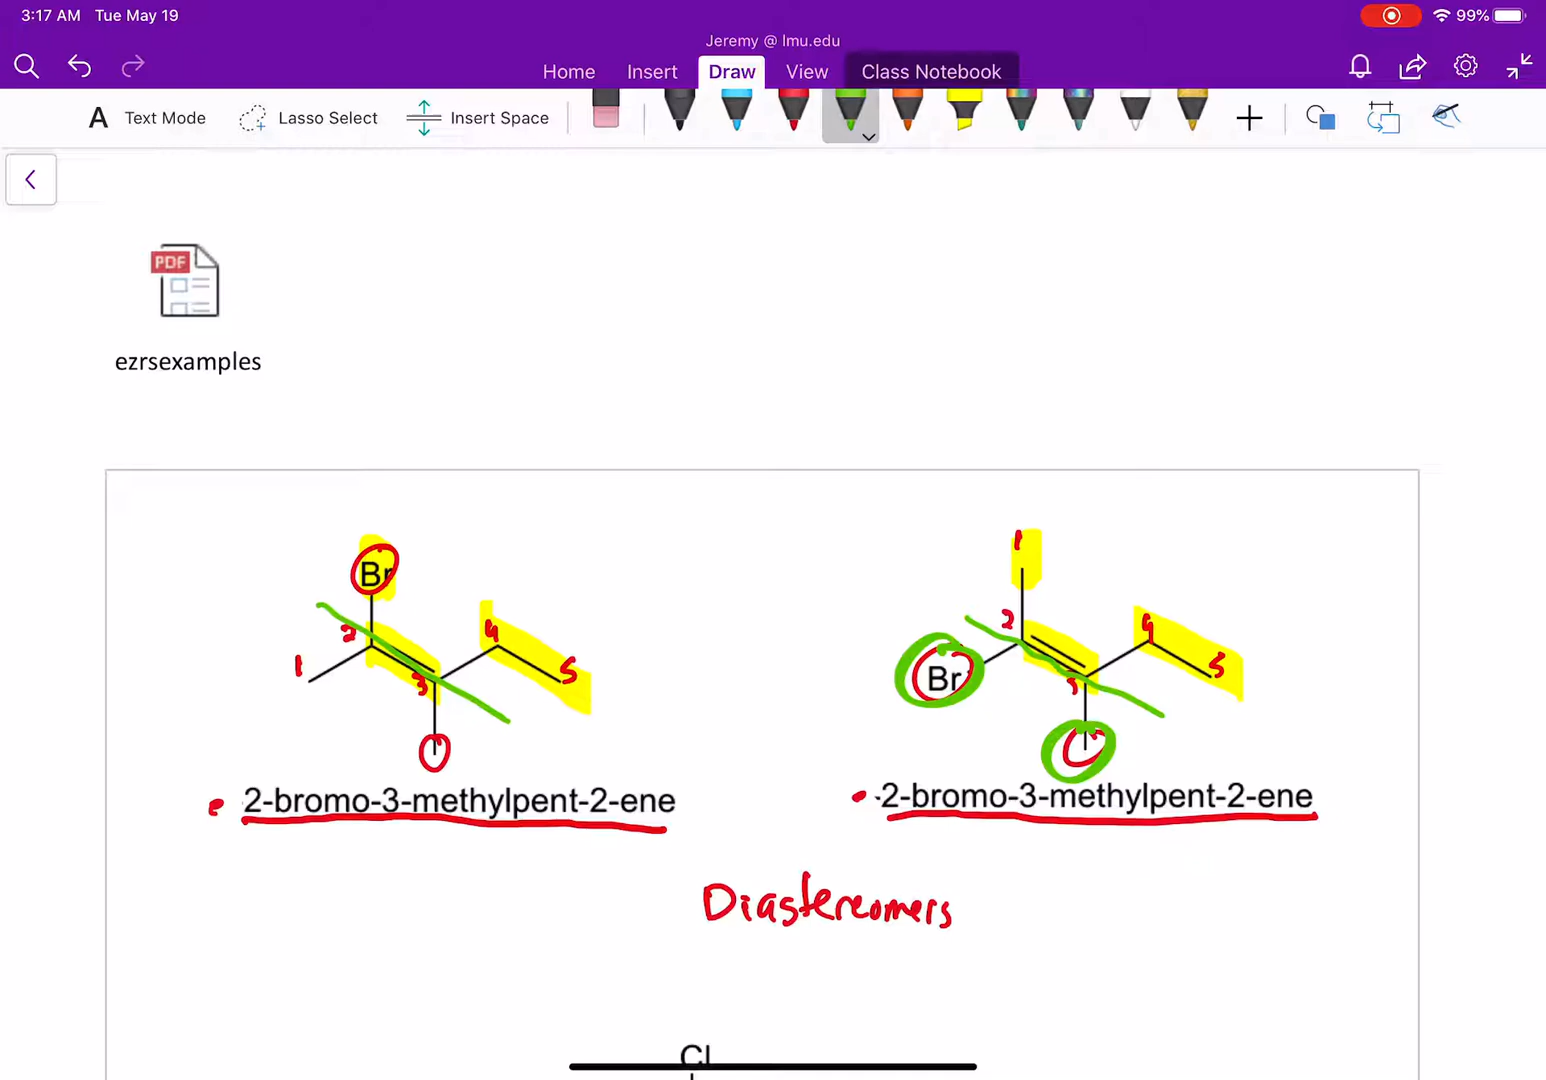 3:17 AM Tue May 19
99%
Jeremy @ lmu.edu
Home Insert Draw View Class Notebook
A Text Mode Lasso Select Insert Space
PDF
ezrsexamples
Br
1 2 3 4 5
1
2 3 4 5
Br
2-bromo-3-methylpent-2-ene
-2-bromo-3-methylpent-2-ene
Diastereomers
Cl